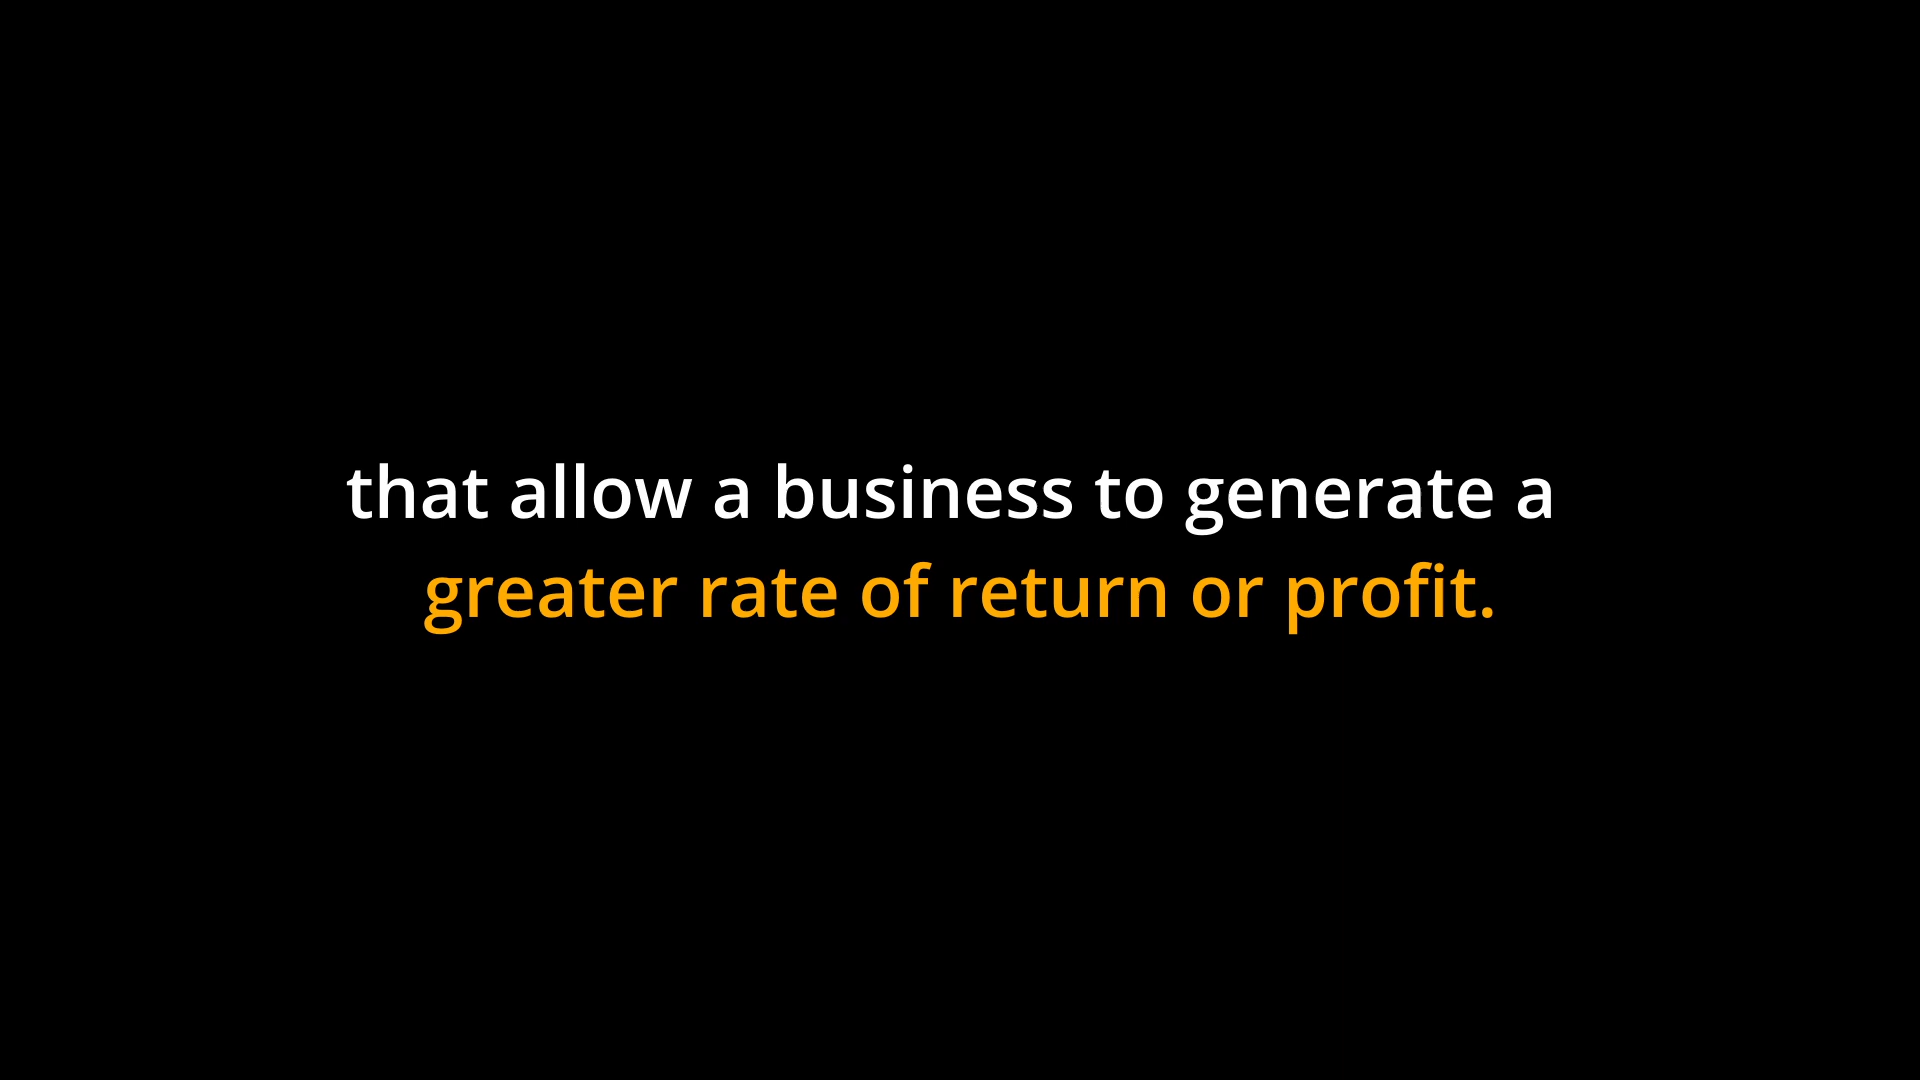 that allow a business to generate a
greater rate of return or profit.